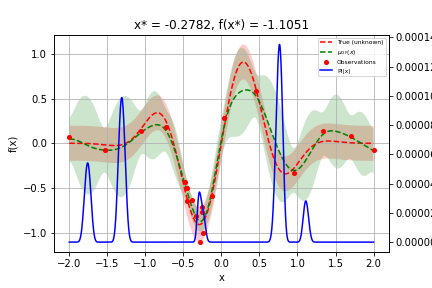 x* = -0.2782, f(x*) = -1.1051
True (unknown)
μ_GP(x)
Observations
PI(x)
f(x)
1.0
0.5
0.0
−0.5
−1.0
0.00014
0.00012
0.00010
0.00008
0.00006
0.00004
0.00002
0.00000
−2.0 −1.5 −1.0 −0.5 0.0 0.5 1.0 1.5 2.0
x